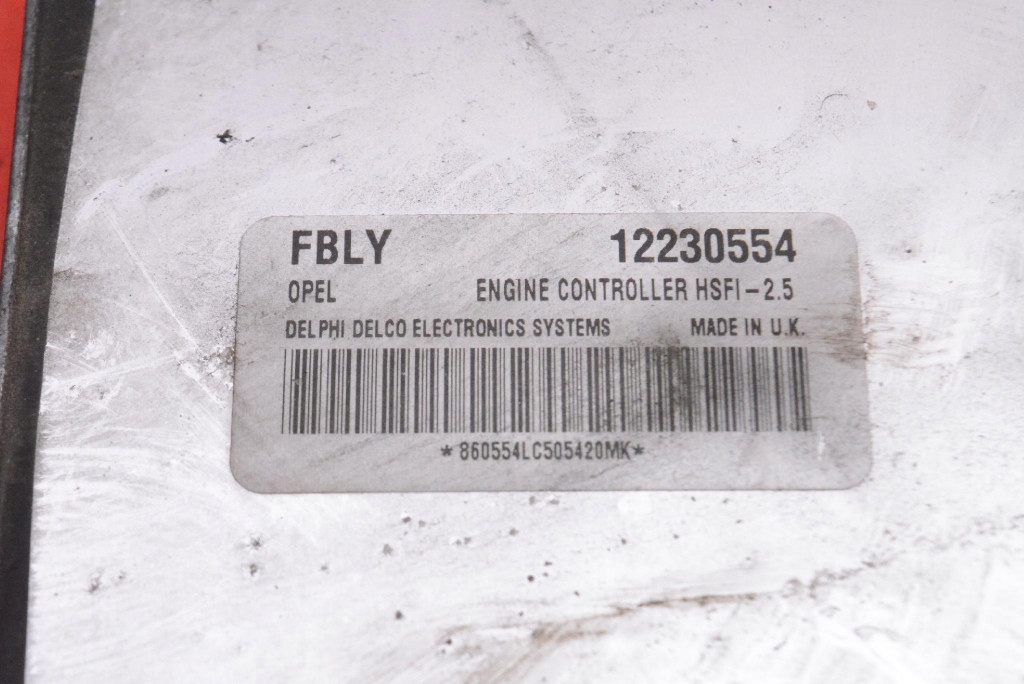 FBLY 12230554
OPEL ENGINE CONTROLLER HSFI-2.5
DELPHI DELCO ELECTRONICS SYSTEMS MADE IN U.K.
*860554LC505420MK*